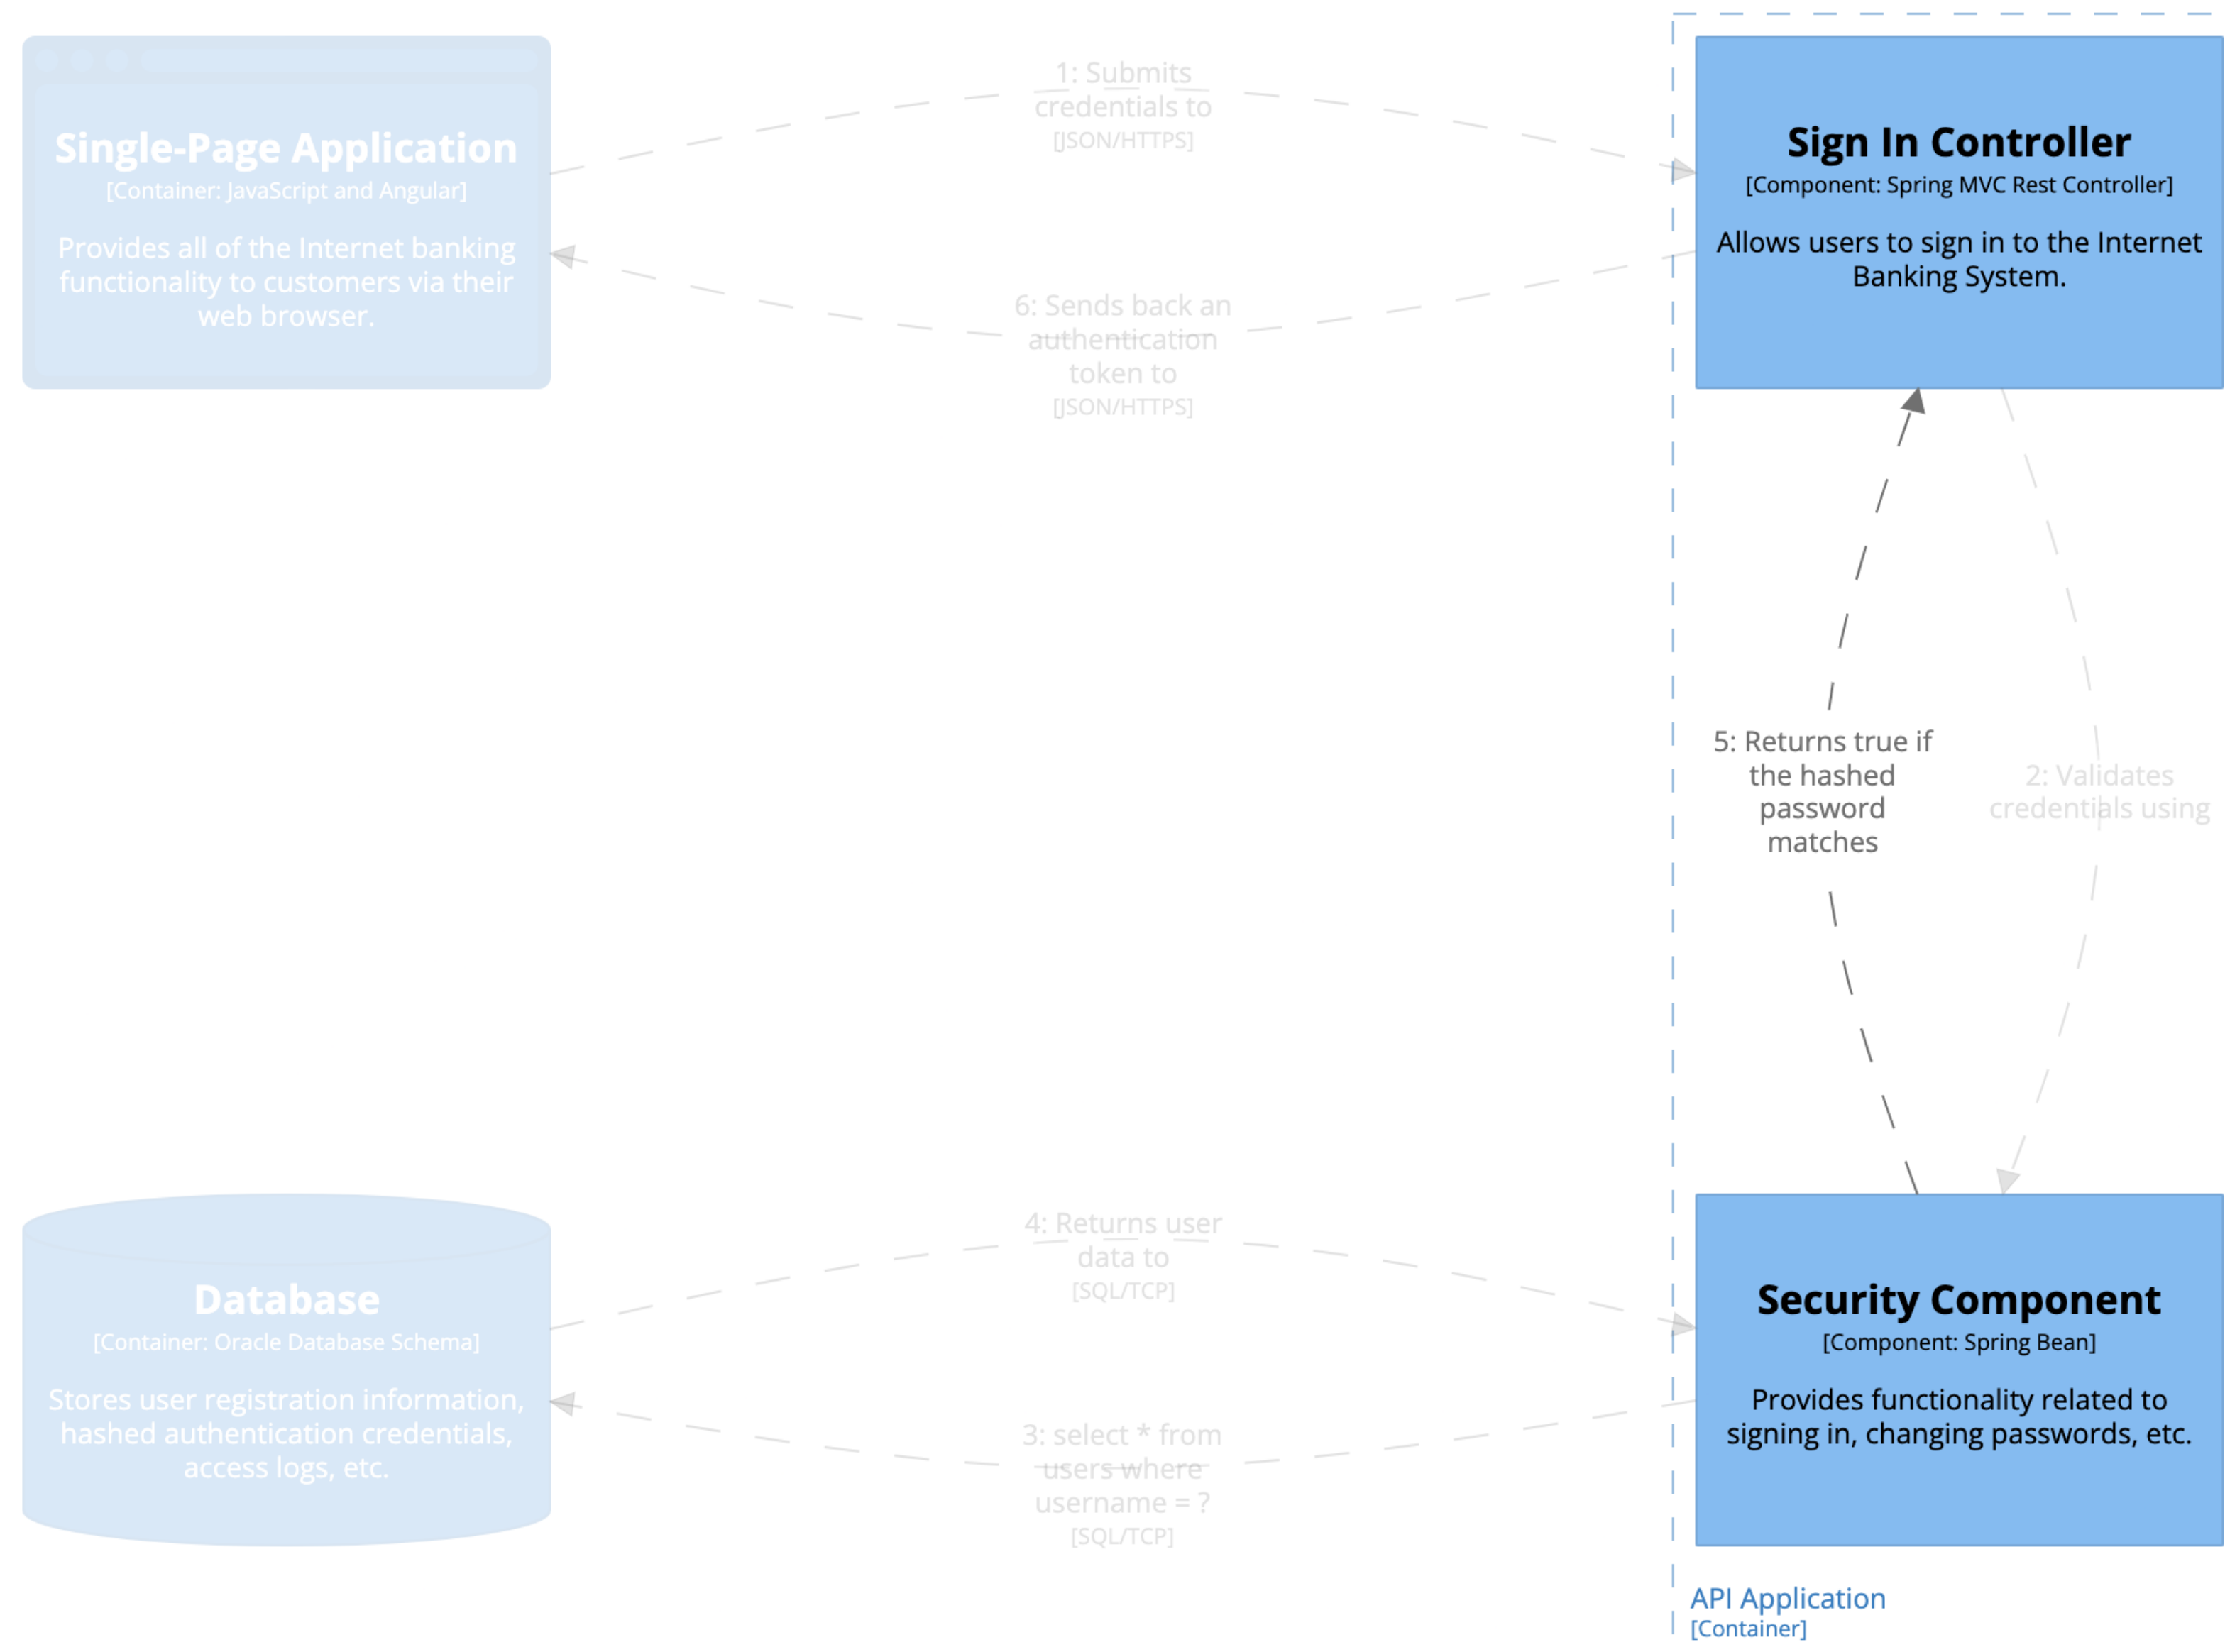 Single-Page Application
[Container: JavaScript and Angular]
Provides all of the Internet banking
functionality to customers via their
web browser.
1: Submits
credentials to
[JSON/HTTPS]
6: Sends back an
authentication
token to
[JSON/HTTPS]
Sign In Controller
[Component: Spring MVC Rest Controller]
Allows users to sign in to the Internet
Banking System.
5: Returns true if
the hashed
password
matches
2: Validates
credentials using
Database
[Container: Oracle Database Schema]
Stores user registration information,
hashed authentication credentials,
access logs, etc.
4: Returns user
data to
[SQL/TCP]
3: select * from
users where
username = ?
[SQL/TCP]
Security Component
[Component: Spring Bean]
Provides functionality related to
signing in, changing passwords, etc.
API Application
[Container]